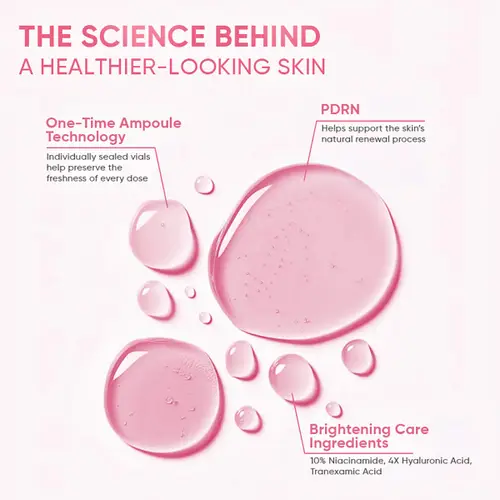 THE SCIENCE BEHIND
A HEALTHIER-LOOKING SKIN
PDRN
Helps support the skin's
natural renewal process
One-Time Ampoule
Technology
Individually sealed vials
help preserve the
freshness of every dose
Brightening Care
Ingredients
10% Niacinamide, 4X Hyaluronic Acid,
Tranexamic Acid